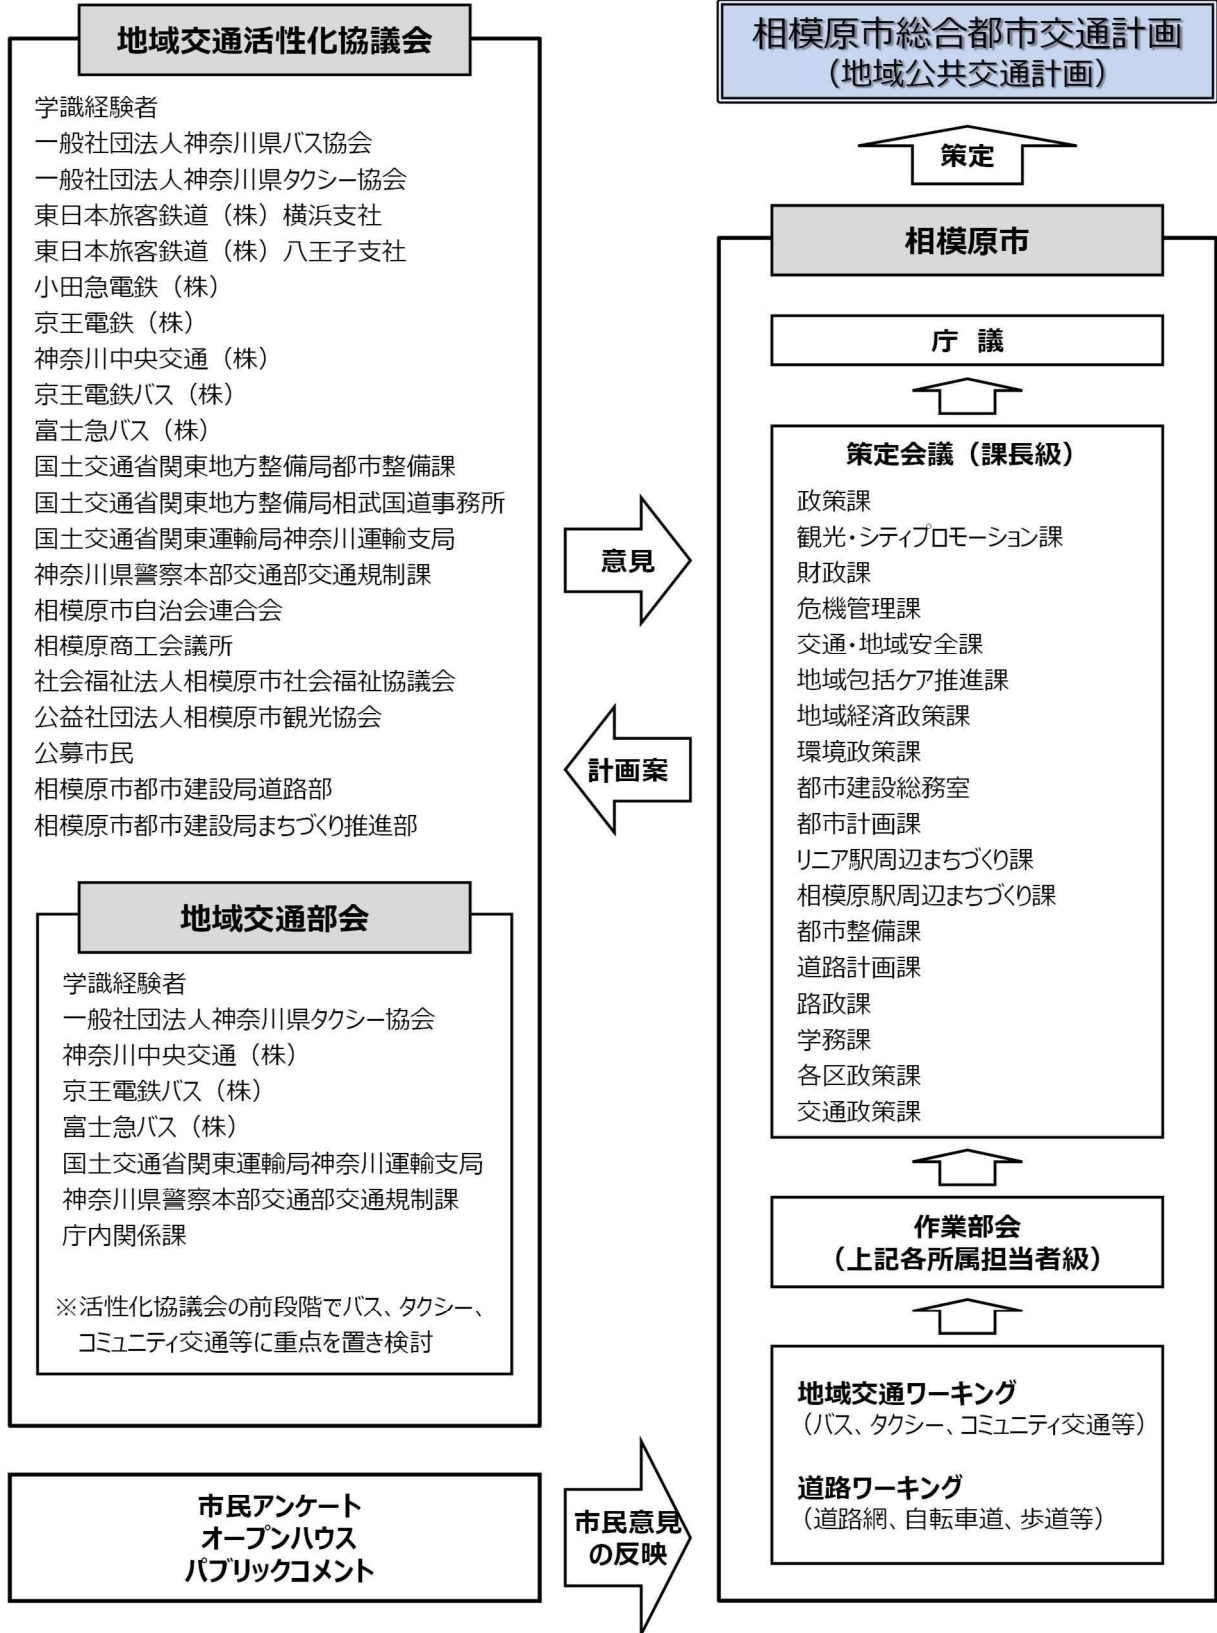 地域交通活性化協議会
学識経験者
一般社団法人神奈川県バス協会
一般社団法人神奈川県タクシー協会
東日本旅客鉄道（株）横浜支社
東日本旅客鉄道（株）八王子支社
小田急電鉄（株）
京王電鉄（株）
神奈川中央交通（株）
京王電鉄バス（株）
富士急バス（株）
国土交通省関東地方整備局都市整備課
国土交通省関東地方整備局相武国道事務所
国土交通省関東運輸局神奈川運輸支局
神奈川県警察本部交通部交通規制課
相模原市自治会連合会
相模原商工会議所
社会福祉法人相模原市社会福祉協議会
公益社団法人相模原市観光協会
公募市民
相模原市都市建設局道路部
相模原市都市建設局まちづくり推進部
地域交通部会
学識経験者
一般社団法人神奈川県タクシー協会
神奈川中央交通（株）
京王電鉄バス（株）
富士急バス（株）
国土交通省関東運輸局神奈川運輸支局
神奈川県警察本部交通部交通規制課
庁内関係課
※活性化協議会の前段階でバス、タクシー、
コミュニティ交通等に重点を置き検討
市民アンケート
オープンハウス
パブリックコメント
意見
計画案
市民意見
の反映
相模原市総合都市交通計画
（地域公共交通計画）
策定
相模原市
庁 議
策定会議（課長級）
政策課
観光・シティプロモーション課
財政課
危機管理課
交通・地域安全課
地域包括ケア推進課
地域経済政策課
環境政策課
都市建設総務室
都市計画課
リニア駅周辺まちづくり課
相模原駅周辺まちづくり課
都市整備課
道路計画課
路政課
学務課
各区政策課
交通政策課
作業部会
（上記各所属担当者級）
地域交通ワーキング
（バス、タクシー、コミュニティ交通等）
道路ワーキング
（道路網、自転車道、歩道等）